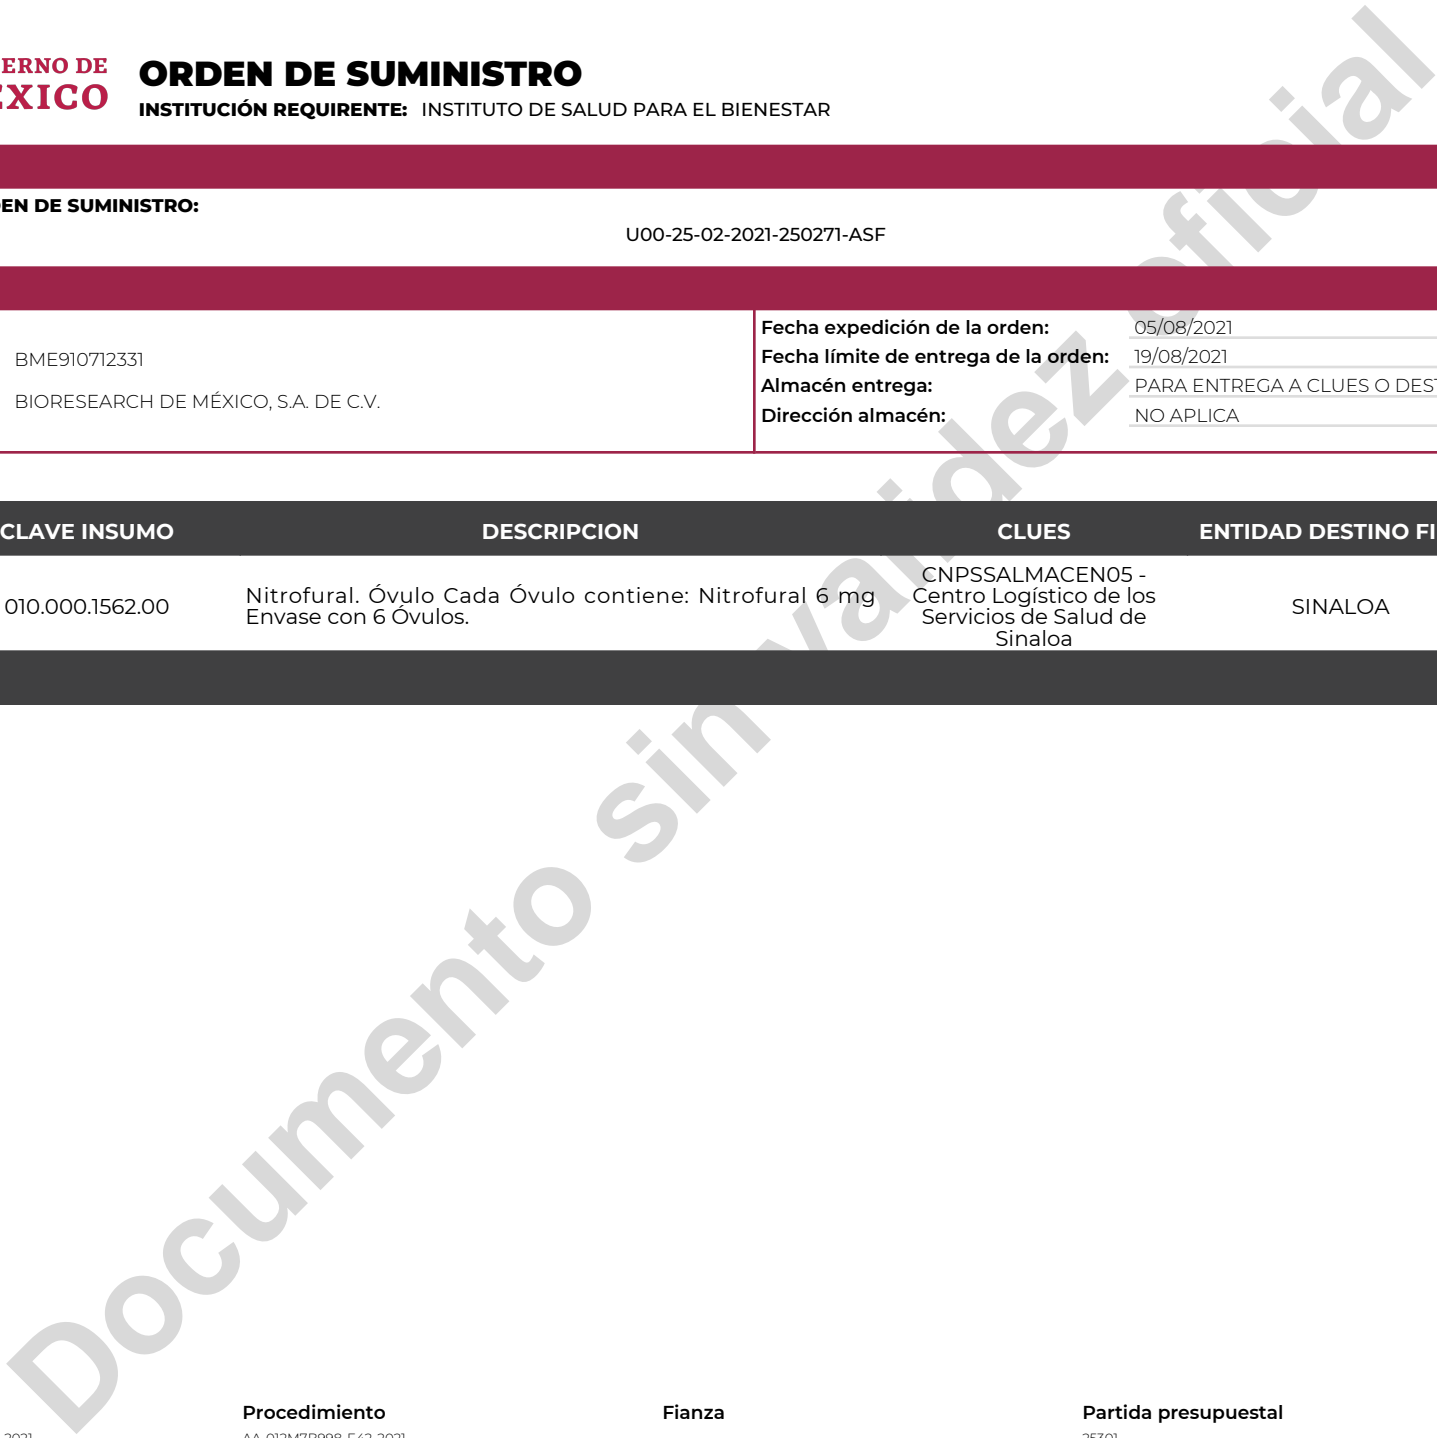 ERNO DE
ÉXICO
ORDEN DE SUMINISTRO
INSTITUCIÓN REQUIRENTE: INSTITUTO DE SALUD PARA EL BIENESTAR
EN DE SUMINISTRO:
U00-25-02-2021-250271-ASF
BME910712331
BIORESEARCH DE MÉXICO, S.A. DE C.V.
Fecha expedición de la orden: 05/08/2021
Fecha límite de entrega de la orden: 19/08/2021
Almacén entrega: PARA ENTREGA A CLUES O DEST
Dirección almacén: NO APLICA
CLAVE INSUMO DESCRIPCION CLUES ENTIDAD DESTINO FI
010.000.1562.00
Nitrofural. Óvulo Cada Óvulo contiene: Nitrofural 6 mg
Envase con 6 Óvulos.
CNPSSALMACEN05 -
Centro Logístico de los
Servicios de Salud de
Sinaloa
SINALOA
Documento sin validez oficial
Procedimiento Fianza Partida presupuestal